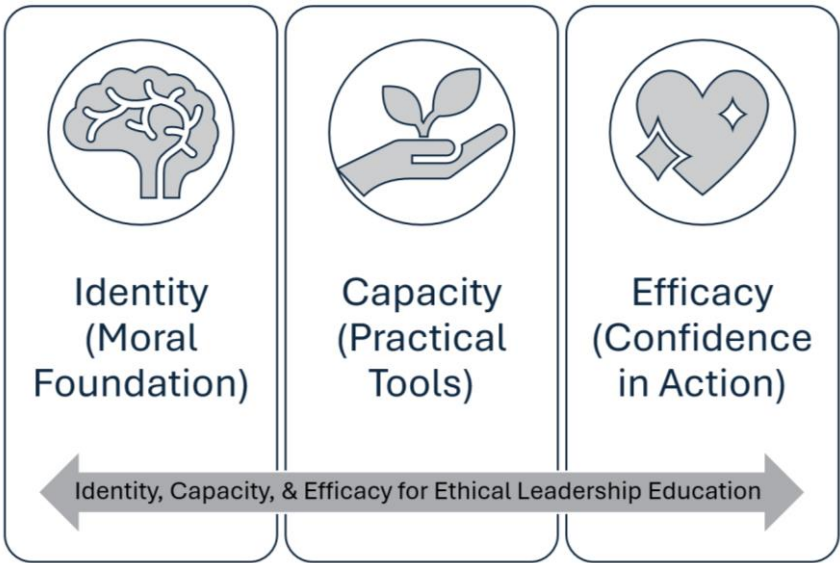 Identity
(Moral
Foundation)
Capacity
(Practical
Tools)
Efficacy
(Confidence
in Action)
Identity, Capacity, & Efficacy for Ethical Leadership Education